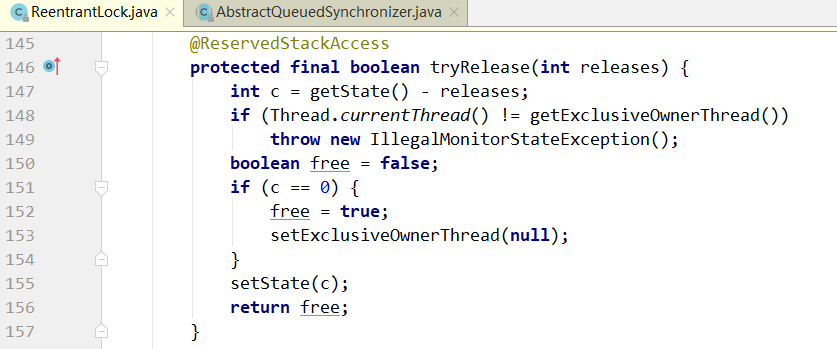 ReentrantLock.java × AbstractQueuedSynchronizer.java ×
145 @ReservedStackAccess
146 protected final boolean tryRelease(int releases) {
147 int c = getState() - releases;
148 if (Thread.currentThread() != getExclusiveOwnerThread())
149 throw new IllegalMonitorStateException();
150 boolean free = false;
151 if (c == 0) {
152 free = true;
153 setExclusiveOwnerThread(null);
154 }
155 setState(c);
156 return free;
157 }